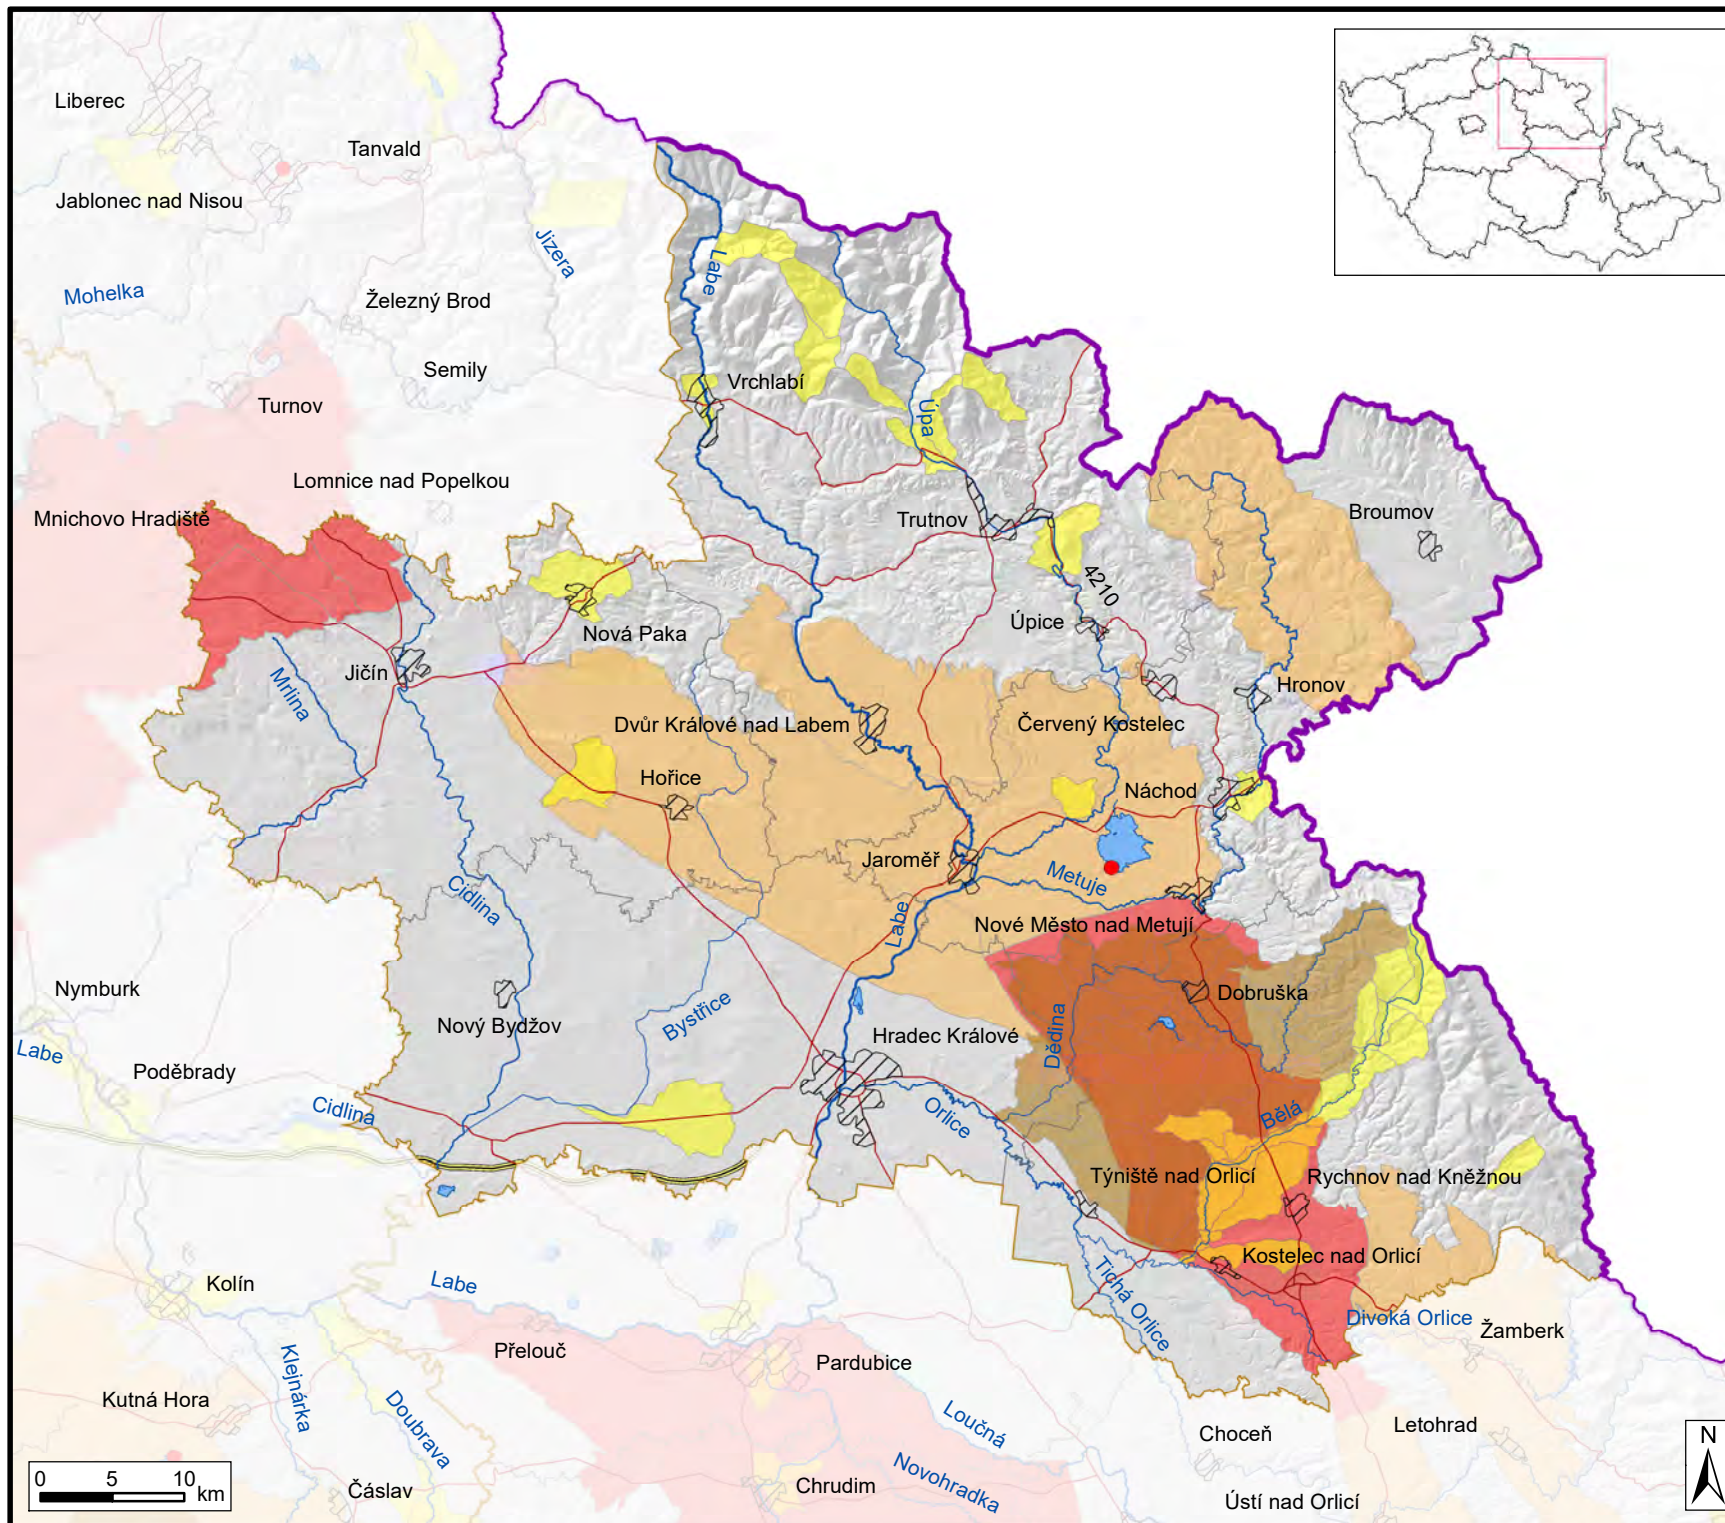 Liberec
Tanvald
Jablonec nad Nisou
Jizera
Labe
Mohelka
Železný Brod
Semily
Vrchlabí
Turnov
Úpa
Lomnice nad Popelkou
Mnichovo Hradiště
Trutnov
Broumov
4210
Úpice
Nová Paka
Jičín
Mrlina
Hronov
Dvůr Králové nad Labem
Červený Kostelec
Hořice
Náchod
Jaroměř
Metuje
Cidlina
Labe
Nové Město nad Metují
Nymburk
Dobruška
Nový Bydžov
Bystřice
Hradec Králové
Dědina
Labe
Poděbrady
Cidlina
Orlice
Bělá
Týniště nad Orlicí
Rychnov nad Kněžnou
Kostelec nad Orlicí
Kolín
Labe
Tichá Orlice
Divoká Orlice
Žamberk
Přelouč
Pardubice
Klejnárka
Kutná Hora
Doubrava
Loučná
Choceň
Letohrad
N
Novohradka
0 5 10
km
Čáslav
Chrudim
Ústí nad Orlicí